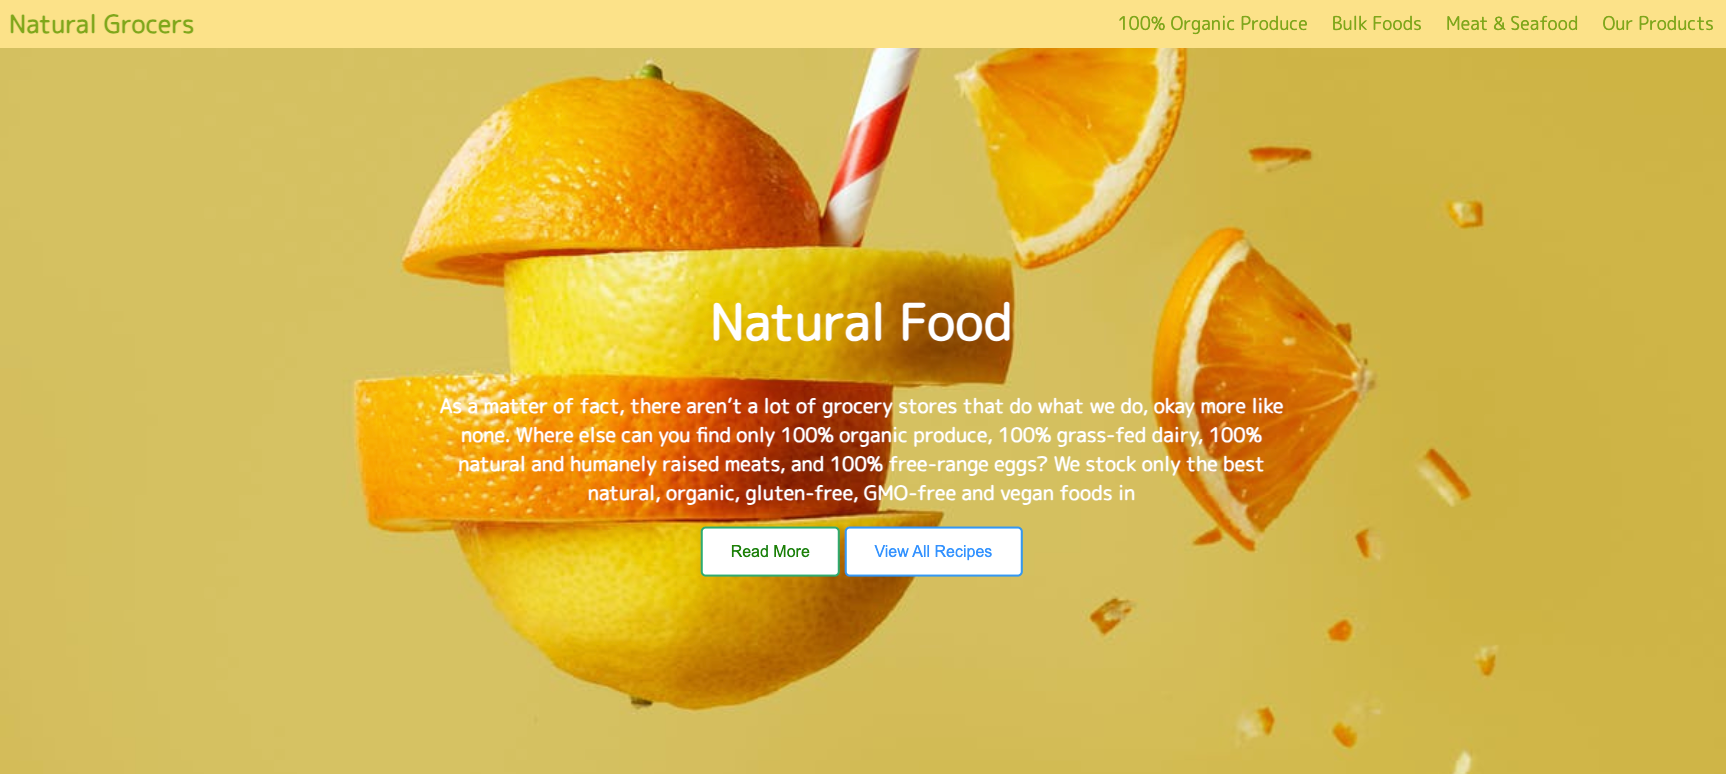 Natural Grocers
100% Organic Produce
Bulk Foods
Meat & Seafood
Our Products
Natural Food
As a matter of fact, there aren’t a lot of grocery stores that do what we do, okay more like
none. Where else can you find only 100% organic produce, 100% grass-fed dairy, 100%
natural and humanely raised meats, and 100% free-range eggs? We stock only the best
natural, organic, gluten-free, GMO-free and vegan foods in
Read More
View All Recipes